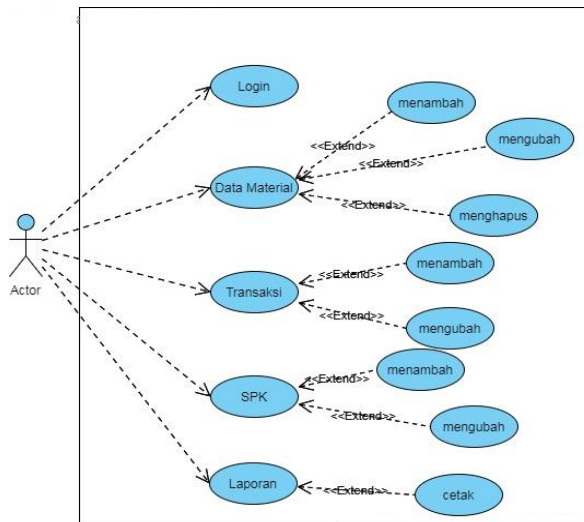 Login
menambah
<<Extend>>
mengubah
<<Extend>>
Data Material
<<Extend>>
menghapus
Actor
menambah
<<Extend>>
Transaksi
<<Extend>>
mengubah
menambah
<<Extend>>
SPK
<<Extend>>
mengubah
Laporan
<<Extend>>
cetak